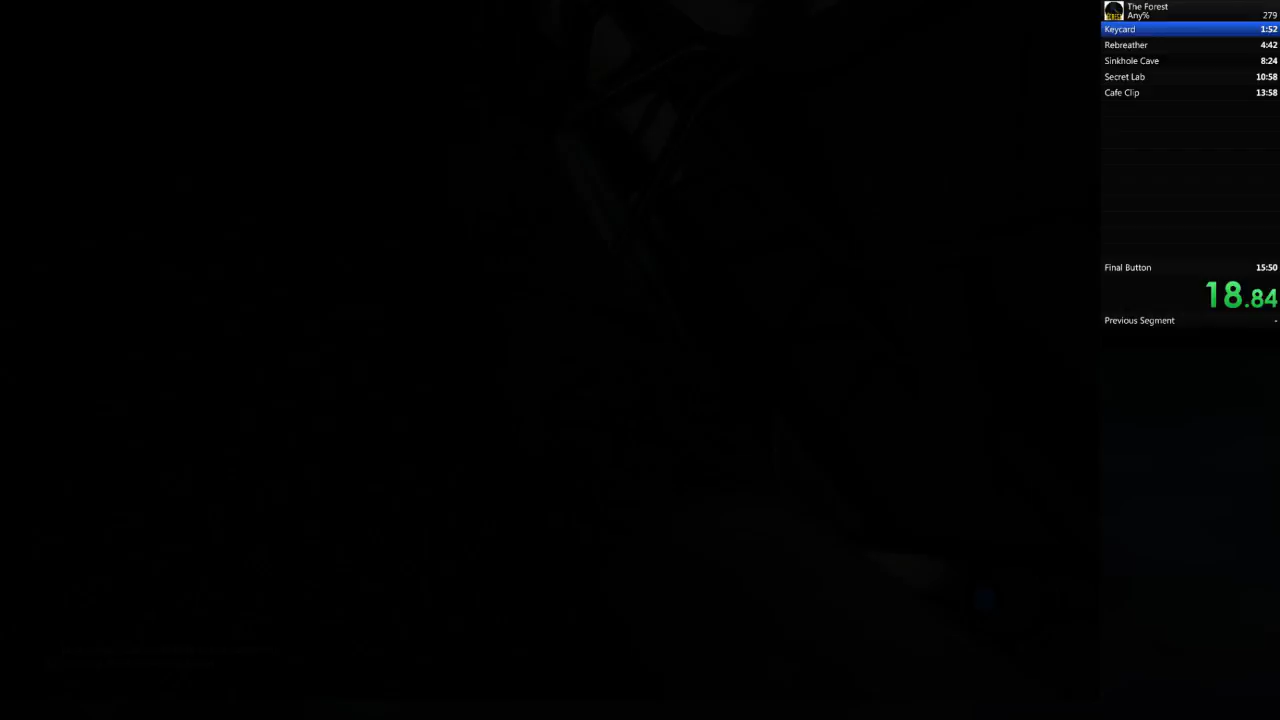 The Forest
Any% 279
Keycard 1:52
Rebreather 4:42
Sinkhole Cave 8:24
Secret Lab 10:58
Cafe Clip 13:58
Final Button 15:50
18.84
Previous Segment -